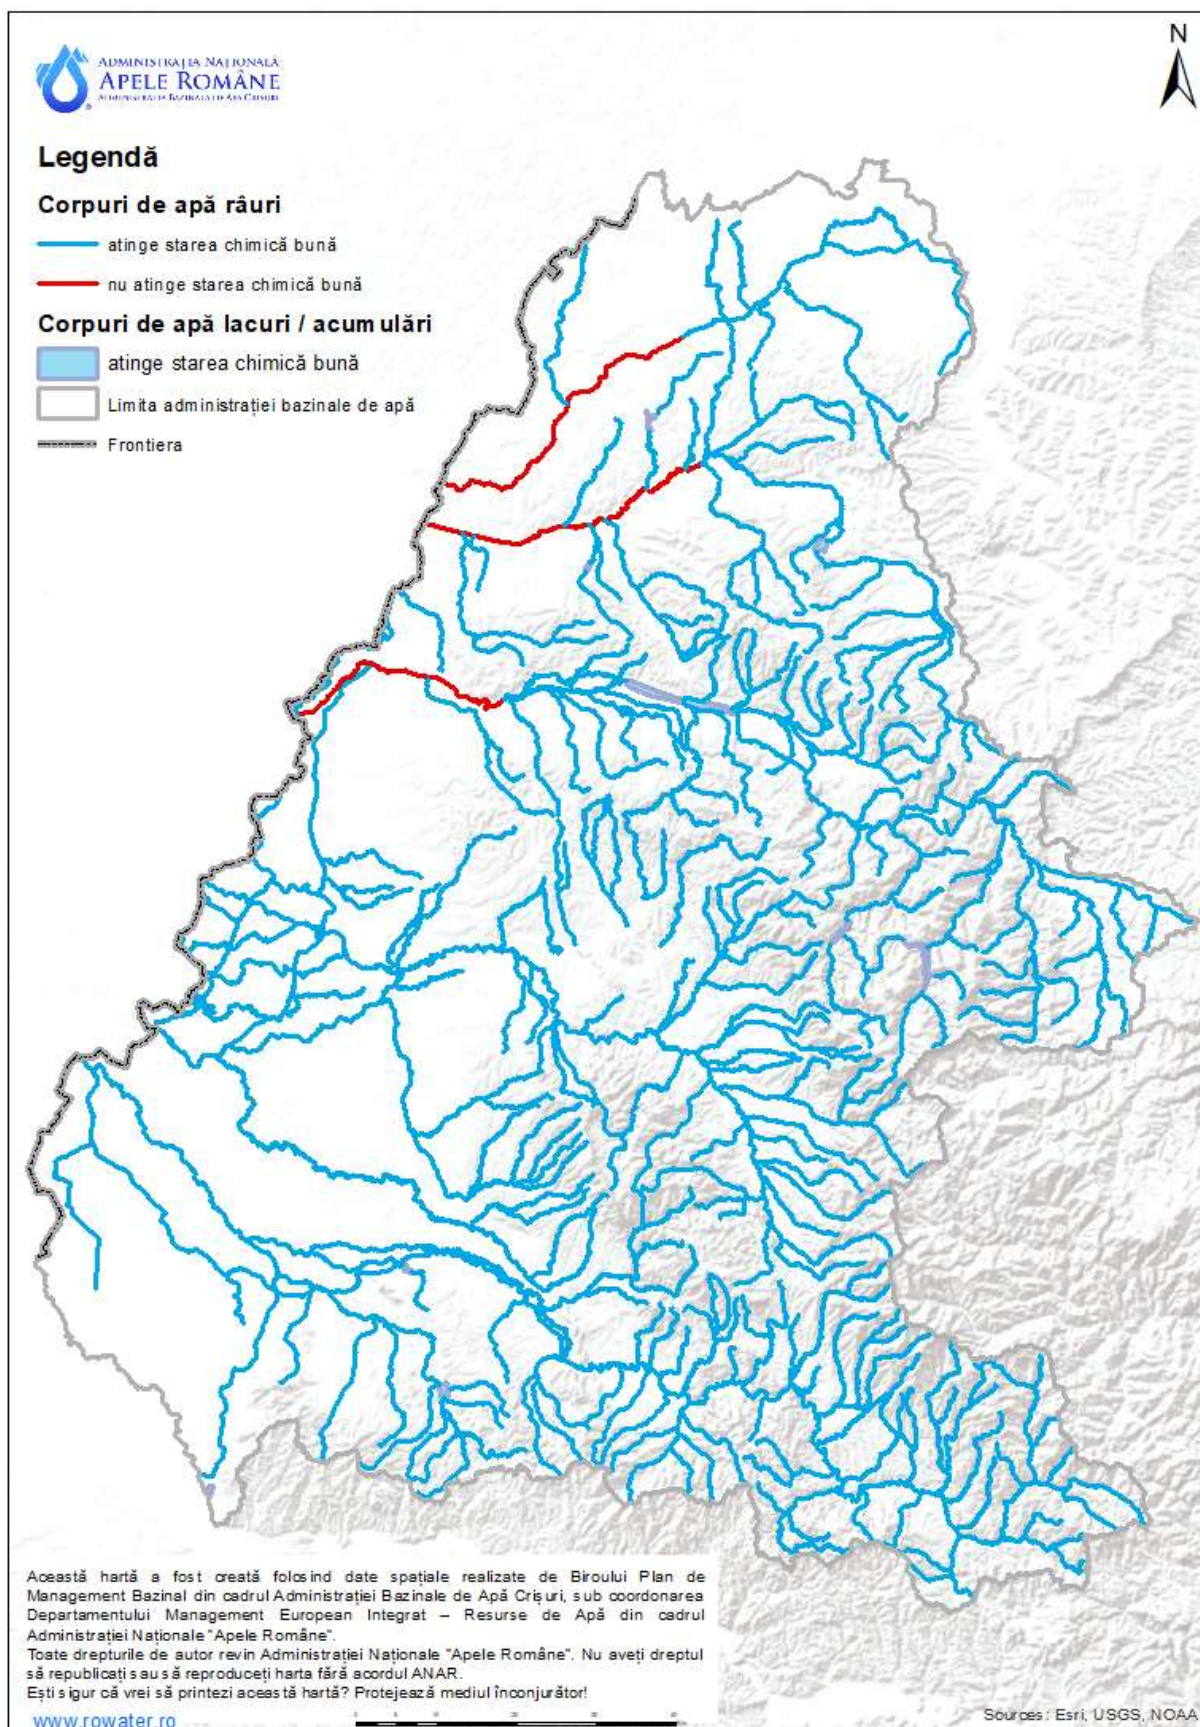 ADMINISTRAȚIA NAȚIONALĂ
APELE ROMÂNE
ADMINISTRAȚIA BAZINALĂ DE APĂ CRIȘURI
N
Legendă
Corpuri de apă râuri
atinge starea chimică bună
nu atinge starea chimică bună
Corpuri de apă lacuri / acumulări
atinge starea chimică bună
Limita administrației bazinale de apă
Frontiera
Această hartă a fost creată folosind date spațiale realizate de Biroului Plan de
Management Bazinal din cadrul Administrației Bazinale de Apă Crișuri, sub coordonarea
Departamentului Management European Integrat – Resurse de Apă din cadrul
Administrației Naționale "Apele Române".
Toate drepturile de autor revin Administrației Naționale "Apele Române". Nu aveți dreptul
să republicați sau să reproduceți harta fără acordul ANAR.
Ești sigur că vrei să printezi această hartă? Protejează mediul înconjurător!
www.rowater.ro
Sources: Esri, USGS, NOAA